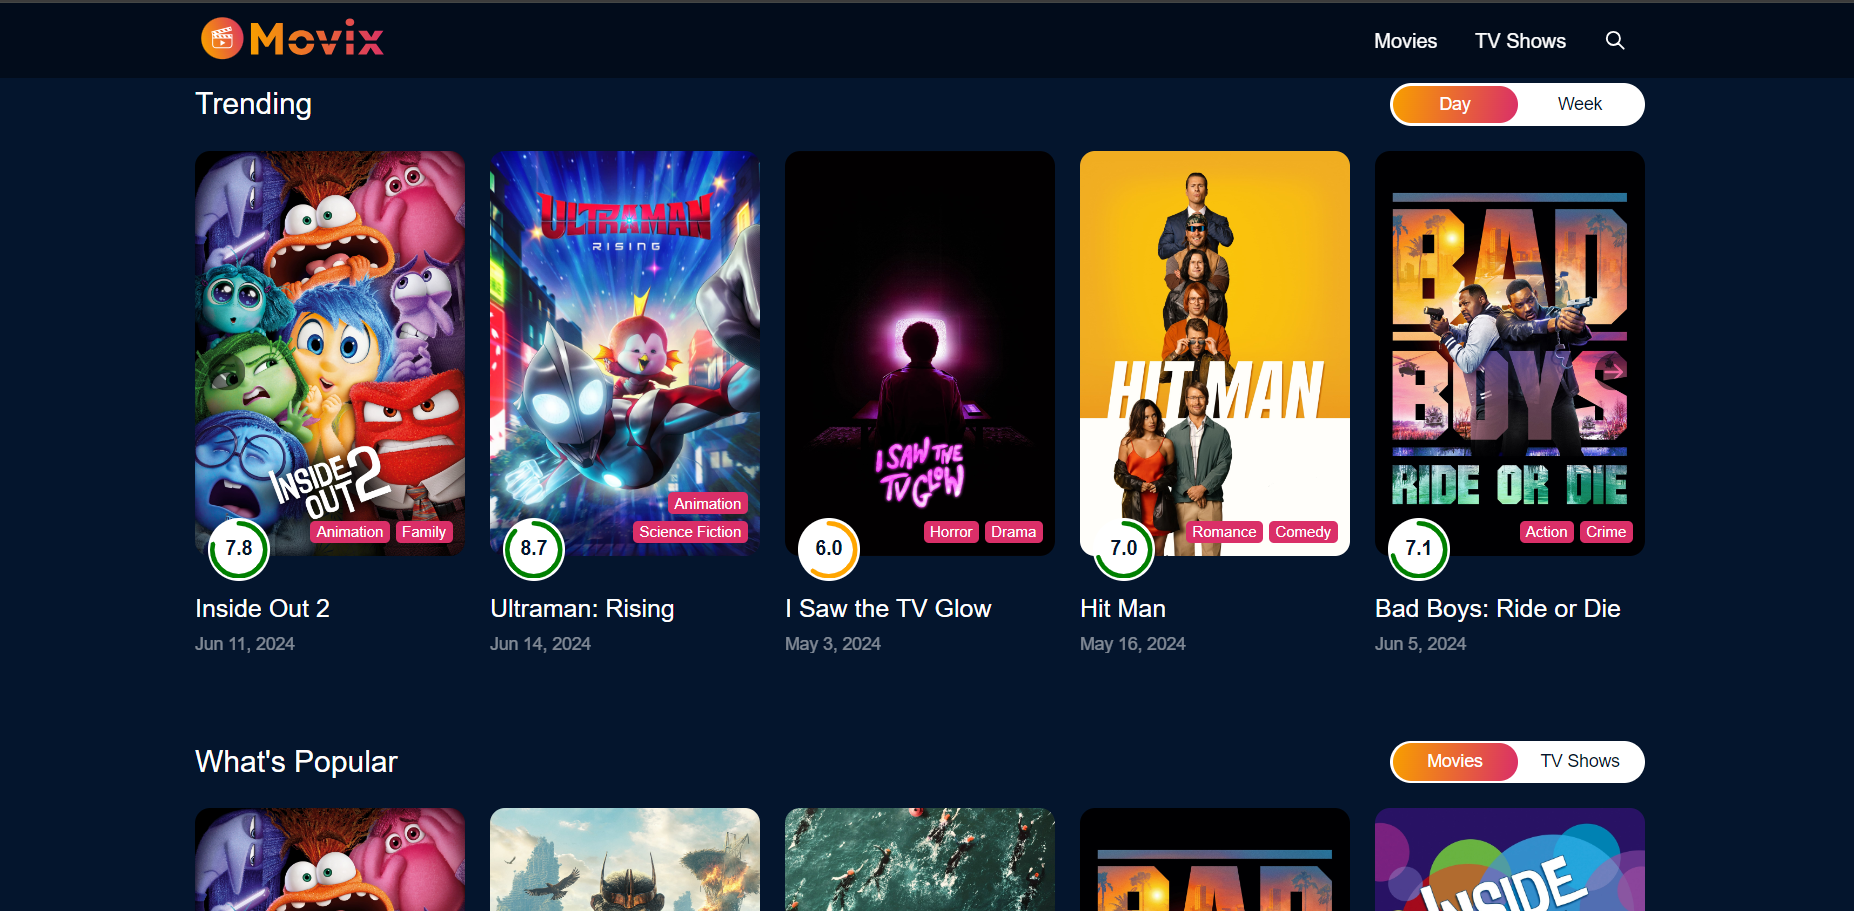 Movix
Movies
TV Shows
Trending
Day
Week
INSIDE
OUT 2
Animation
Family
7.8
Inside Out 2
Jun 11, 2024
ULTRAMAN
RISING
Animation
Science Fiction
8.7
Ultraman: Rising
Jun 14, 2024
I SAW THE
TV GLOW
Horror
Drama
6.0
I Saw the TV Glow
May 3, 2024
HIT MAN
Romance
Comedy
7.0
Hit Man
May 16, 2024
BAD
BOYS
RIDE OR DIE
Action
Crime
7.1
Bad Boys: Ride or Die
Jun 5, 2024
What's Popular
Movies
TV Shows
BAD
INSIDE